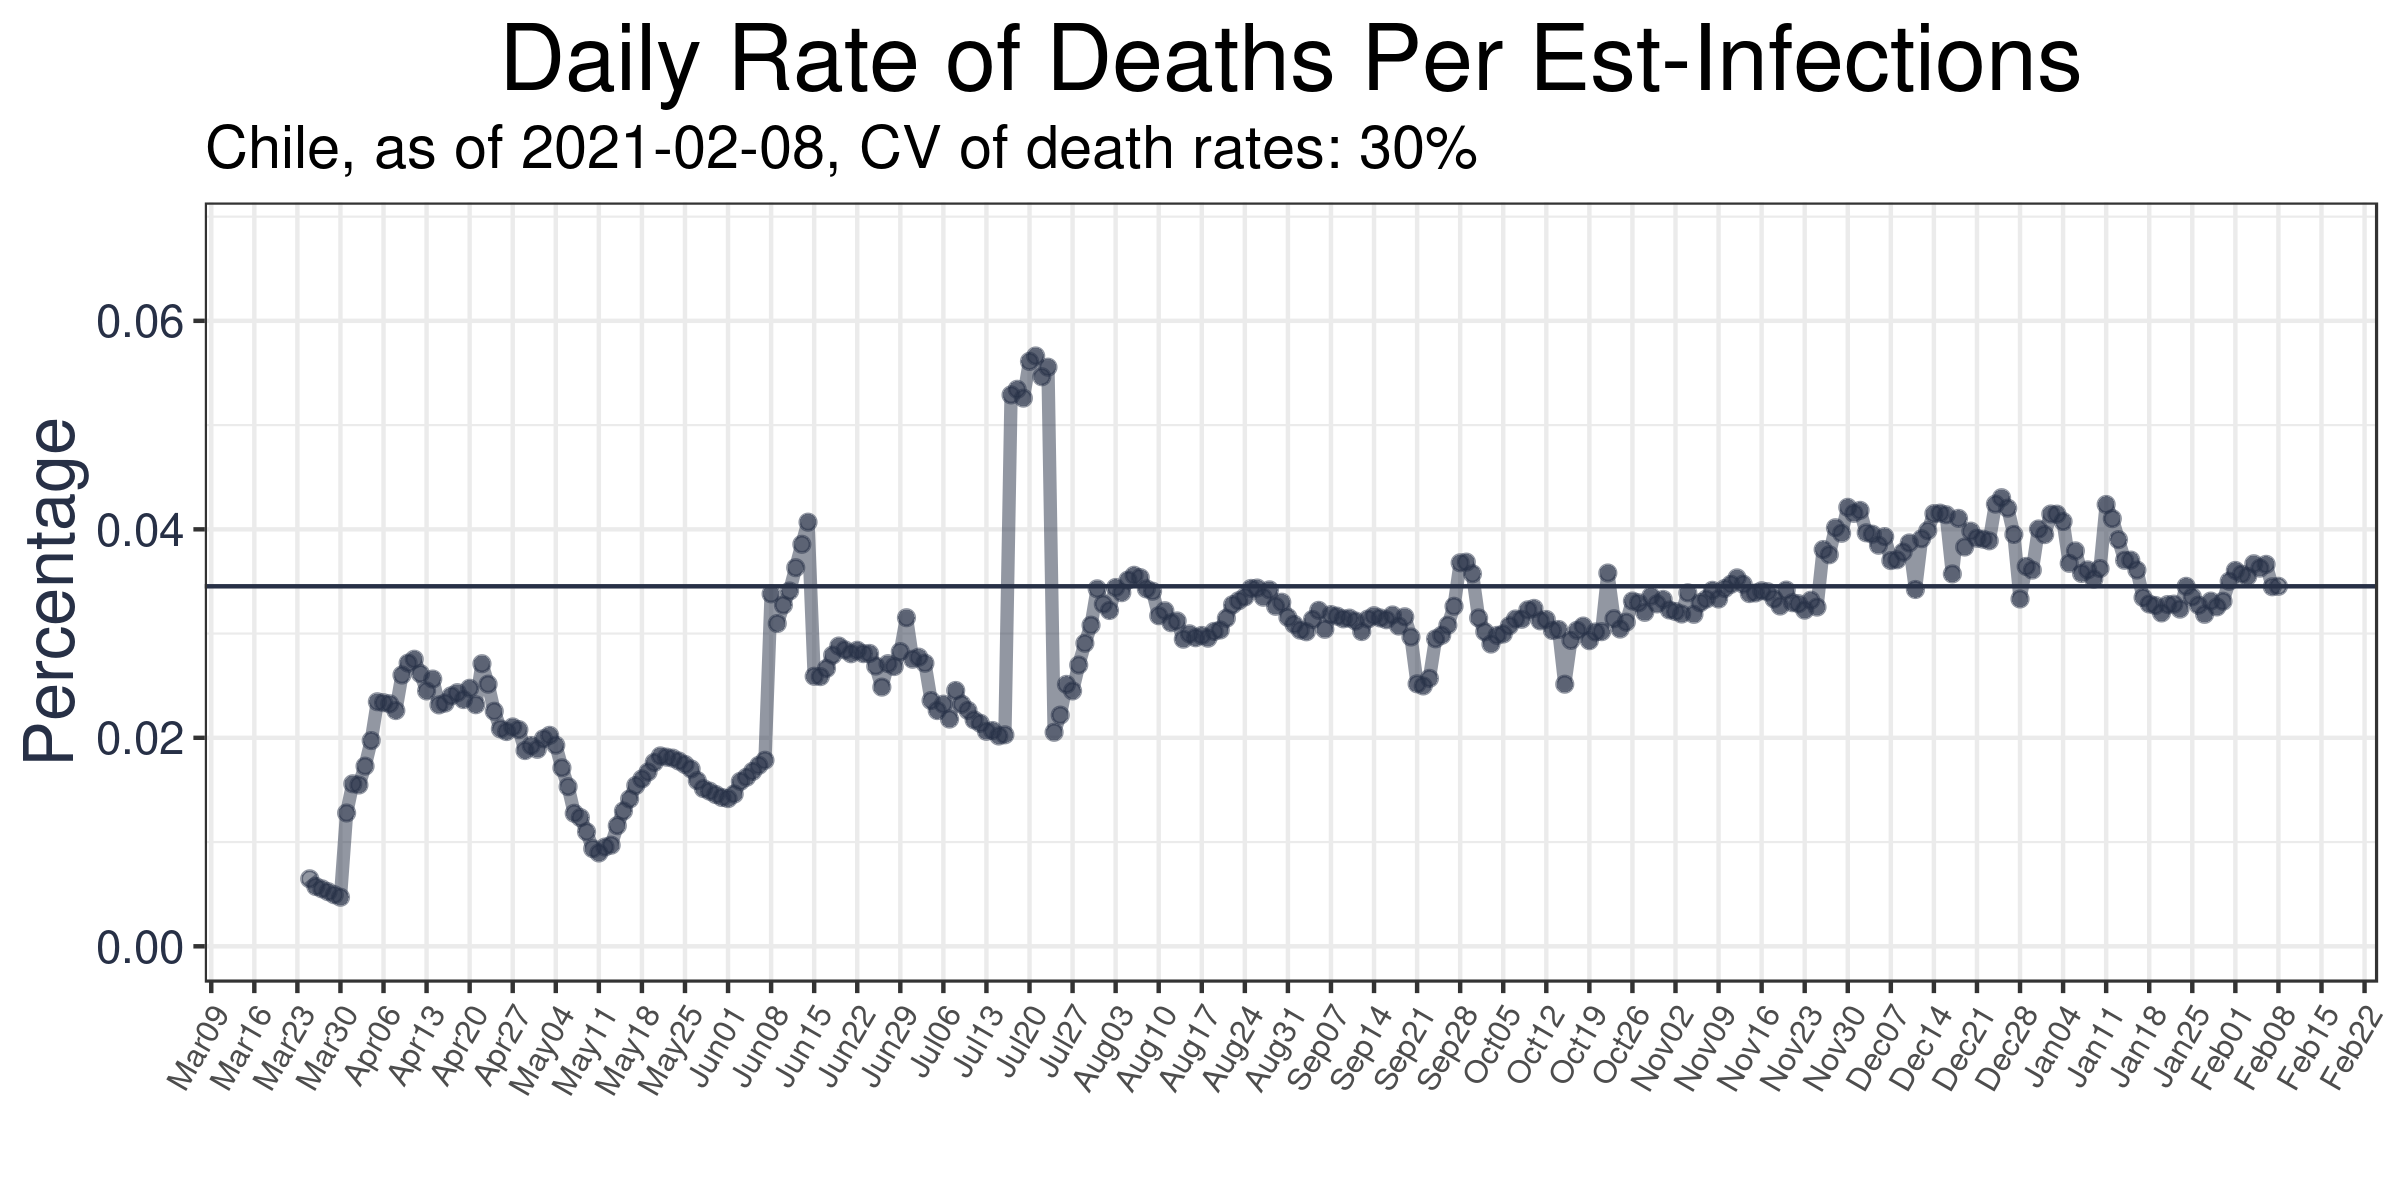 Daily Rate of Deaths Per Est-Infections
Chile, as of 2021-02-08, CV of death rates: 30%
Percentage
0.06
0.04
0.02
0.00
Mar09
Mar16
Mar23
Mar30
Apr06
Apr13
Apr20
Apr27
May04
May11
May18
May25
Jun01
Jun08
Jun15
Jun22
Jun29
Jul06
Jul13
Jul20
Jul27
Aug03
Aug10
Aug17
Aug24
Aug31
Sep07
Sep14
Sep21
Sep28
Oct05
Oct12
Oct19
Oct26
Nov02
Nov09
Nov16
Nov23
Nov30
Dec07
Dec14
Dec21
Dec28
Jan04
Jan11
Jan18
Jan25
Feb01
Feb08
Feb15
Feb22